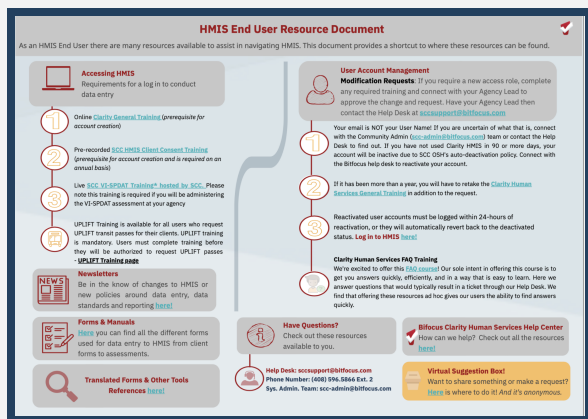 HMIS End User Resource Document
As an HMIS End User there are many resources available to assist in navigating HMIS. This document provides a shortcut to where these resources can be found.
Accessing HMIS
Requirements for a log in to conduct
data entry
1
Online Clarity General Training (prerequisite for
account creation)
2
Pre-recorded SCC HMIS Client Consent Training
(prerequisite for account creation and is required on an
annual basis)
3
Live SCC VI-SPDAT Training* hosted by SCC. Please
note this training is required if you will be administering
the VI-SPDAT assessment at your agency
UPLIFT Training is available for all users who request
UPLIFT transit passes for their clients. UPLIFT training
is mandatory. Users must complete training before
they will be authorized to request UPLIFT passes
- UPLIFT Training page
NEWS
Newsletters
Be in the know of changes to HMIS or
new policies around data entry, data
standards and reporting here!
Forms & Manuals
Here you can find all the different forms
used for data entry to HMIS from client
forms to assessments.
Translated Forms & Other Tools
References here!
User Account Management
Modification Requests: If you require a new access role, complete
any required training and connect with your Agency Lead to
approve the change and request. Have your Agency Lead then
contact the Help Desk at sccsupport@bitfocus.com
1
Your email is NOT your User Name! If you are uncertain of what that is, connect
with the Community Admin (scc-admin@bitfocus.com) team or contact the Help
Desk to find out. If you have not used Clarity HMIS in 90 or more days, your
account will be inactive due to SCC OSH's auto-deactivation policy. Connect with
the Bifocus help desk to reactivate your account.
2
If it has been more than a year, you will have to retake the Clarity Human
Services General Training in addition to the request.
3
Reactivated user accounts must be logged within 24-hours of
reactivation, or they will automatically revert back to the deactivated
status. Log in to HMIS here!
Clarity Human Services FAQ Training
We're excited to offer this FAQ course! Our sole intent in offering this course is to
get you answers quickly, efficiently, and in a way that is easy to learn. Here we
answer questions that would typically result in a ticket through our Help Desk. We
find that offering these resources ad hoc gives our users the ability to find answers
quickly.
Have Questions?
Check out these resources
available to you.
Help Desk: sccsupport@bitfocus.com
Phone Number: (408) 596.5866 Ext. 2
Sys. Admin. Team: scc-admin@bitfocus.com
Bifocus Clarity Human Services Help Center
How can we help? Check out all the resources
here!
Virtual Suggestion Box!
Want to share something or make a request?
Here is where to do it! And it's anonymous.